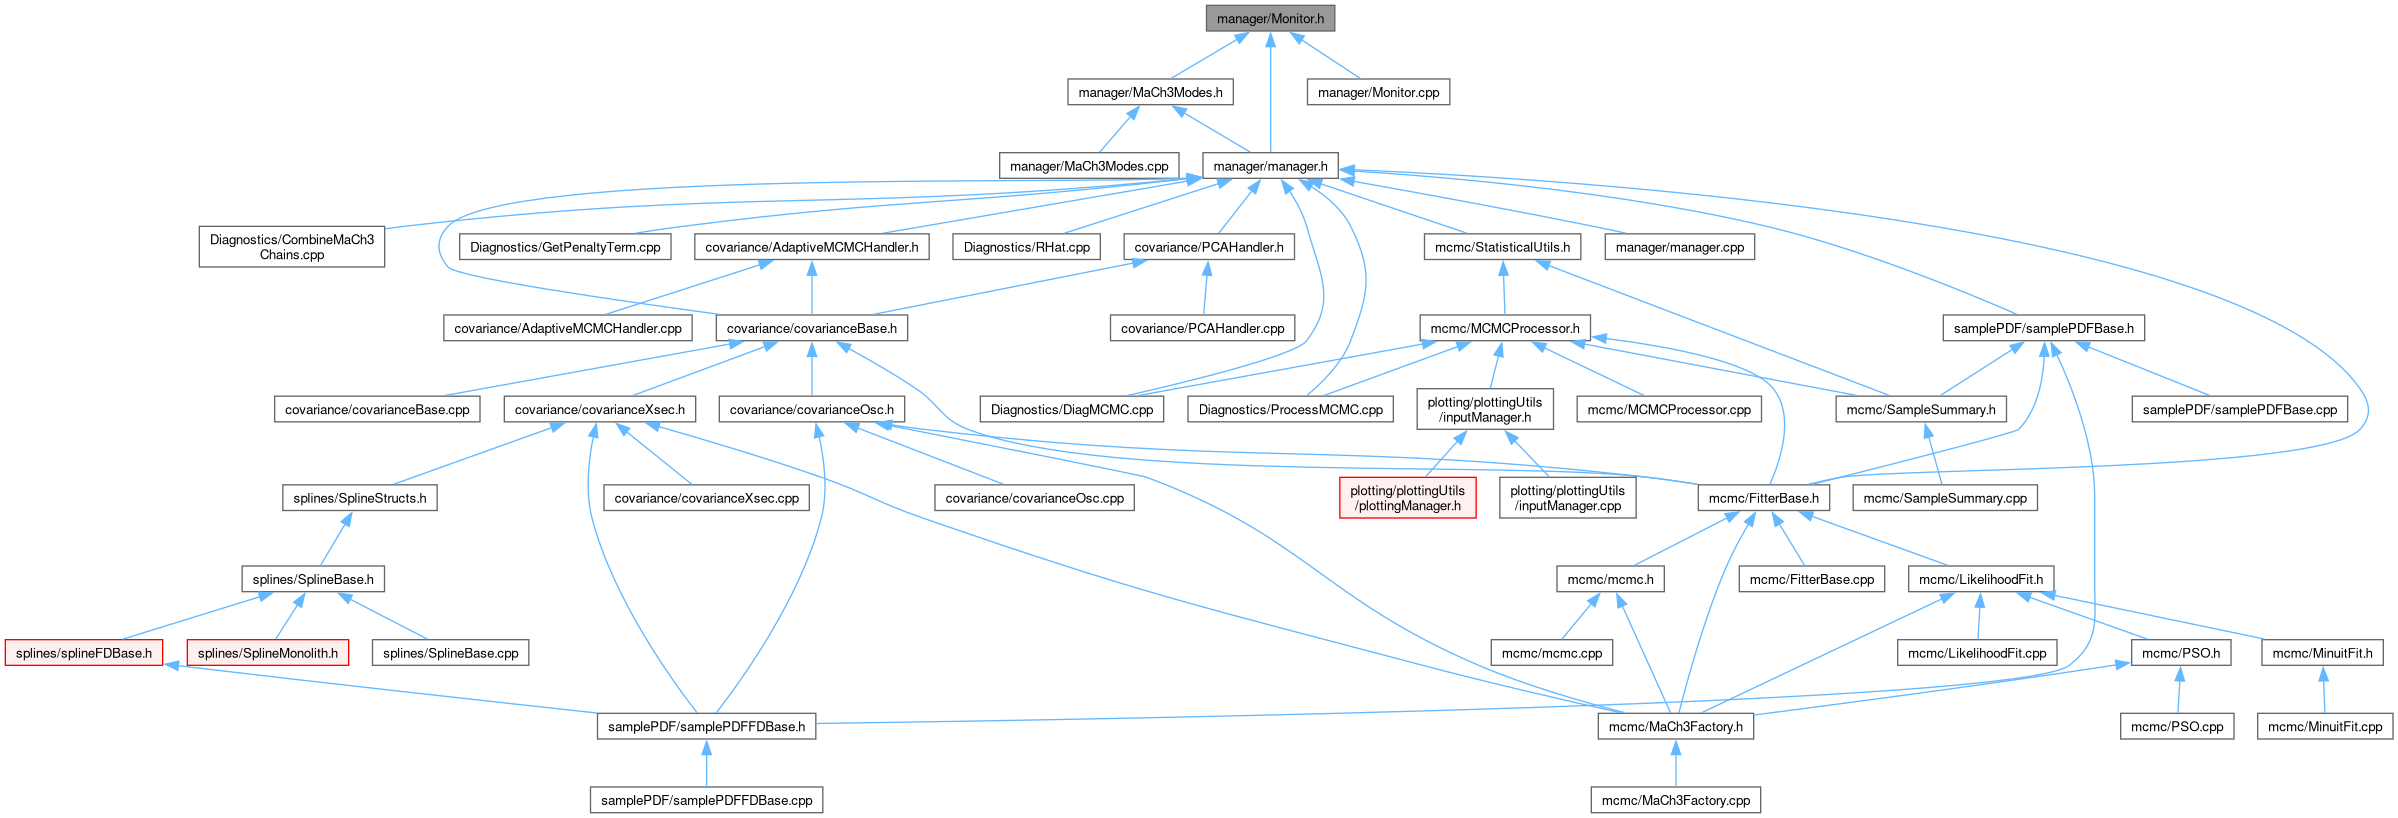 manager/Monitor.h
manager/MaCh3Modes.h
manager/Monitor.cpp
manager/MaCh3Modes.cpp
manager/manager.h
Diagnostics/CombineMaCh3
Chains.cpp
Diagnostics/GetPenaltyTerm.cpp
covariance/AdaptiveMCMCHandler.h
Diagnostics/RHat.cpp
covariance/PCAHandler.h
mcmc/StatisticalUtils.h
manager/manager.cpp
covariance/AdaptiveMCMCHandler.cpp
covariance/covarianceBase.h
covariance/PCAHandler.cpp
mcmc/MCMCProcessor.h
samplePDF/samplePDFBase.h
covariance/covarianceBase.cpp
covariance/covarianceXsec.h
covariance/covarianceOsc.h
Diagnostics/DiagMCMC.cpp
Diagnostics/ProcessMCMC.cpp
plotting/plottingUtils
/inputManager.h
mcmc/MCMCProcessor.cpp
mcmc/SampleSummary.h
samplePDF/samplePDFBase.cpp
splines/SplineStructs.h
covariance/covarianceXsec.cpp
covariance/covarianceOsc.cpp
plotting/plottingUtils
/plottingManager.h
plotting/plottingUtils
/inputManager.cpp
mcmc/FitterBase.h
mcmc/SampleSummary.cpp
splines/SplineBase.h
mcmc/mcmc.h
mcmc/FitterBase.cpp
mcmc/LikelihoodFit.h
splines/splineFDBase.h
splines/SplineMonolith.h
splines/SplineBase.cpp
mcmc/mcmc.cpp
mcmc/LikelihoodFit.cpp
mcmc/PSO.h
mcmc/MinuitFit.h
samplePDF/samplePDFFDBase.h
mcmc/MaCh3Factory.h
mcmc/PSO.cpp
mcmc/MinuitFit.cpp
samplePDF/samplePDFFDBase.cpp
mcmc/MaCh3Factory.cpp